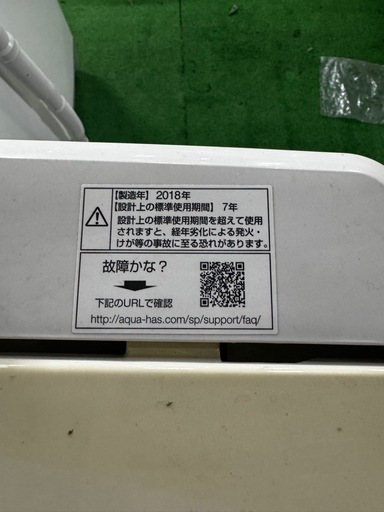 【製造年】2018年
【設計上の標準使用期間】7年
設計上の標準使用期間を超えて使用
されますと、経年劣化による発火・
けが等の事故に至る恐れがあります。
故障かな？
下記のURLで確認
http://aqua-has.com/sp/support/faq/